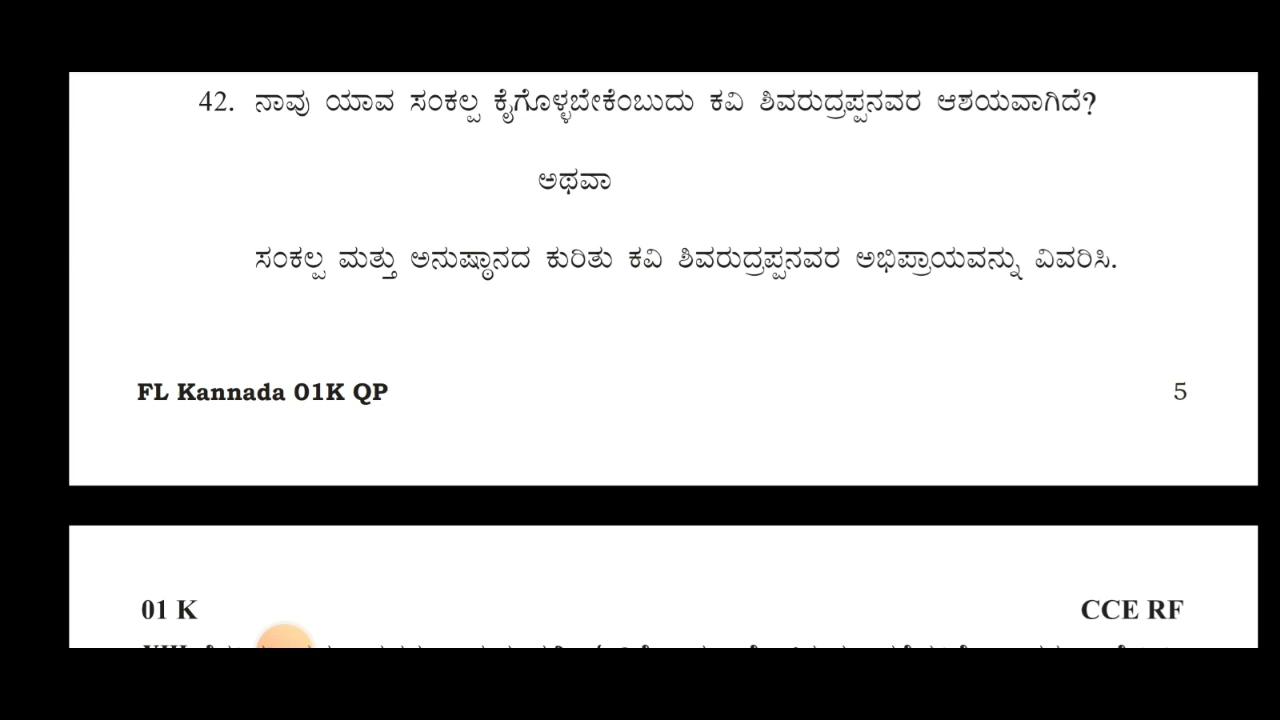 42. ನಾವು ಯಾವ ಸಂಕಲ್ಪ ಕೈಗೊಳ್ಳಬೇಕೆಂಬುದು ಕವಿ ಶಿವರುದ್ರಪ್ಪನವರ ಆಶಯವಾಗಿದೆ?
ಅಥವಾ
ಸಂಕಲ್ಪ ಮತ್ತು ಅನುಷ್ಠಾನದ ಕುರಿತು ಕವಿ ಶಿವರುದ್ರಪ್ಪನವರ ಅಭಿಪ್ರಾಯವನ್ನು ವಿವರಿಸಿ.
FL Kannada 01K QP 5
01 K CCE RF